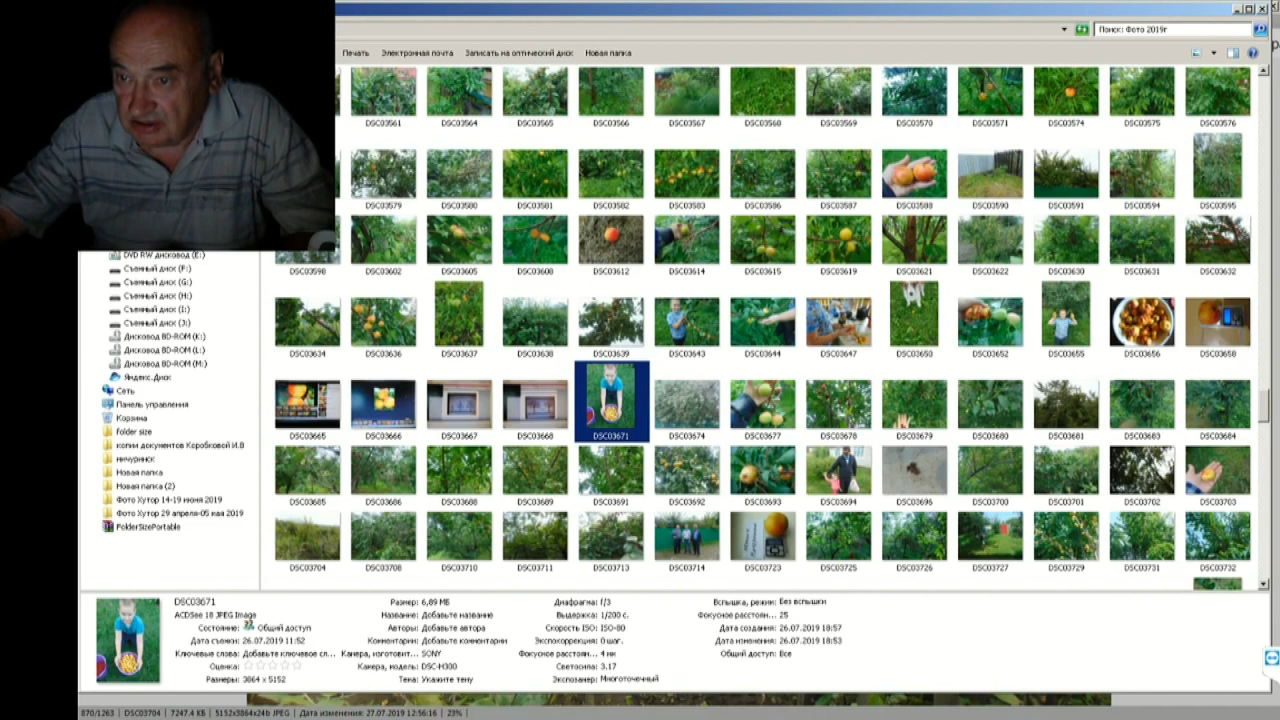 Поиск: Фото 2019г
Печать Электронная почта Записать на оптический диск Новая папка
DSC03561 DSC03564 DSC03565 DSC03566 DSC03567 DSC03568 DSC03569 DSC03570 DSC03571 DSC03574 DSC03575 DSC03576
DSC03579 DSC03580 DSC03581 DSC03582 DSC03583 DSC03586 DSC03587 DSC03588 DSC03590 DSC03591 DSC03594 DSC03595
DVD RW дисковод (E:)
Съемный диск (F:)
Съемный диск (G:)
Съемный диск (H:)
Съемный диск (I:)
Съемный диск (J:)
Дисковод BD-ROM (K:)
Дисковод BD-ROM (L:)
Дисковод BD-ROM (M:)
Яндекс.Диск
Сеть
Панель управления
Корзина
folder size
копии документов Коробковой И.В
мичуринск
Новая папка
Новая папка (2)
Фото Хутор 14-19 июня 2019
Фото Хутор 29 апреля-05 мая 2019
FolderSizePortable
DSC03598 DSC03602 DSC03605 DSC03608 DSC03612 DSC03614 DSC03615 DSC03619 DSC03621 DSC03622 DSC03630 DSC03631 DSC03632
DSC03634 DSC03636 DSC03637 DSC03638 DSC03639 DSC03643 DSC03644 DSC03647 DSC03650 DSC03652 DSC03655 DSC03656 DSC03658
DSC03665 DSC03666 DSC03667 DSC03668 DSC03671 DSC03674 DSC03677 DSC03678 DSC03679 DSC03680 DSC03681 DSC03683 DSC03684
DSC03685 DSC03686 DSC03688 DSC03689 DSC03691 DSC03692 DSC03693 DSC03694 DSC03696 DSC03700 DSC03701 DSC03702 DSC03703
DSC03704 DSC03708 DSC03710 DSC03711 DSC03713 DSC03714 DSC03723 DSC03725 DSC03726 DSC03727 DSC03729 DSC03731 DSC03732
DSC03671
ACDSee 18 JPEG Image
Состояние: Общий доступ
Дата съемки: 26.07.2019 11:52
Ключевые слова: Добавьте ключевое сл...
Оценка:
Размеры: 3864 x 5152
Размер: 6,89 МБ
Название: Добавьте название
Авторы: Добавьте автора
Комментарии: Добавьте комментарии
Камера, изготовит... SONY
Камера, модель: DSC-H300
Тема: Укажите тему
Диафрагма: f/3
Выдержка: 1/200 с.
Скорость ISO: ISO-80
Экспокоррекция: 0 шаг.
Фокусное расстоян... 4 мм
Светосила: 3.17
Экспозамер: Многоточечный
Вспышка, режим: Без вспышки
Фокусное расстоян... 25
Дата создания: 26.07.2019 18:57
Дата изменения: 26.07.2019 18:53
Общий доступ: Все
870/1263 DSC03704 7247.4 КБ 5152x3864x24b JPEG Дата изменения: 27.07.2019 12:56:16 23%